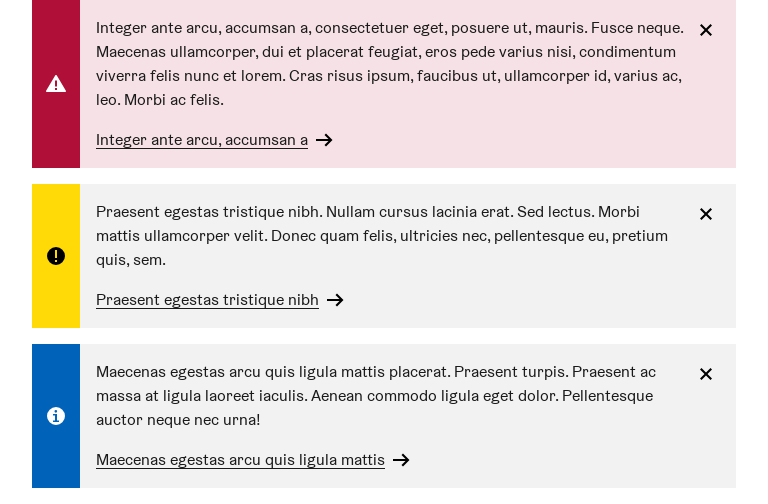 Integer ante arcu, accumsan a, consectetuer eget, posuere ut, mauris. Fusce neque.
Maecenas ullamcorper, dui et placerat feugiat, eros pede varius nisi, condimentum
viverra felis nunc et lorem. Cras risus ipsum, faucibus ut, ullamcorper id, varius ac,
leo. Morbi ac felis.
Integer ante arcu, accumsan a
Praesent egestas tristique nibh. Nullam cursus lacinia erat. Sed lectus. Morbi
mattis ullamcorper velit. Donec quam felis, ultricies nec, pellentesque eu, pretium
quis, sem.
Praesent egestas tristique nibh
Maecenas egestas arcu quis ligula mattis placerat. Praesent turpis. Praesent ac
massa at ligula laoreet iaculis. Aenean commodo ligula eget dolor. Pellentesque
auctor neque nec urna!
Maecenas egestas arcu quis ligula mattis